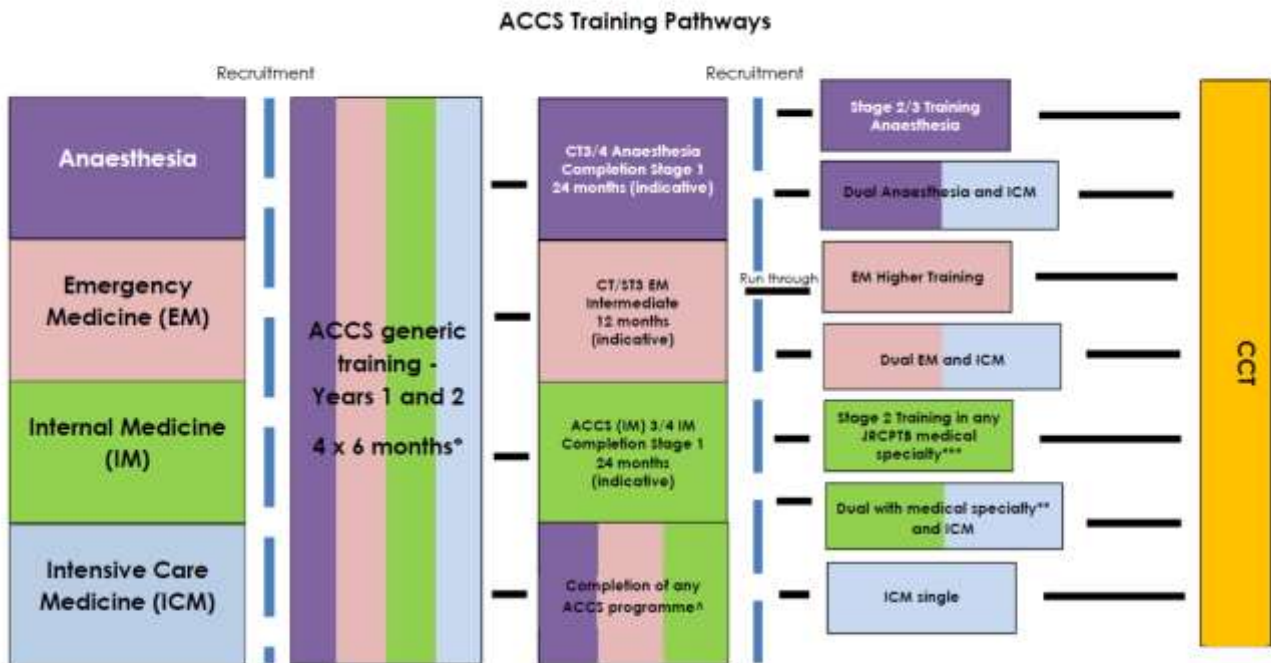 ACCS Training Pathways
Recruitment
Recruitment
Anaesthesia
Emergency
Medicine (EM)
Internal Medicine
(IM)
Intensive Care
Medicine (ICM)
ACCS generic
training -
Years 1 and 2
4 x 6 months*
CT3/4 Anaesthesia
Completion Stage 1
24 months (indicative)
CT/ST3 EM
Intermediate
12 months
(indicative)
ACCS (IM) 3/4 IM
Completion Stage 1
24 months
(indicative)
Completion of any
ACCS programme^
Run through
Stage 2/3 Training
Anaesthesia
Dual Anaesthesia and ICM
EM Higher Training
Dual EM and ICM
Stage 2 Training in any
JRCPTB medical
specialty***
Dual with medical specialty**
and ICM
ICM single
CCT